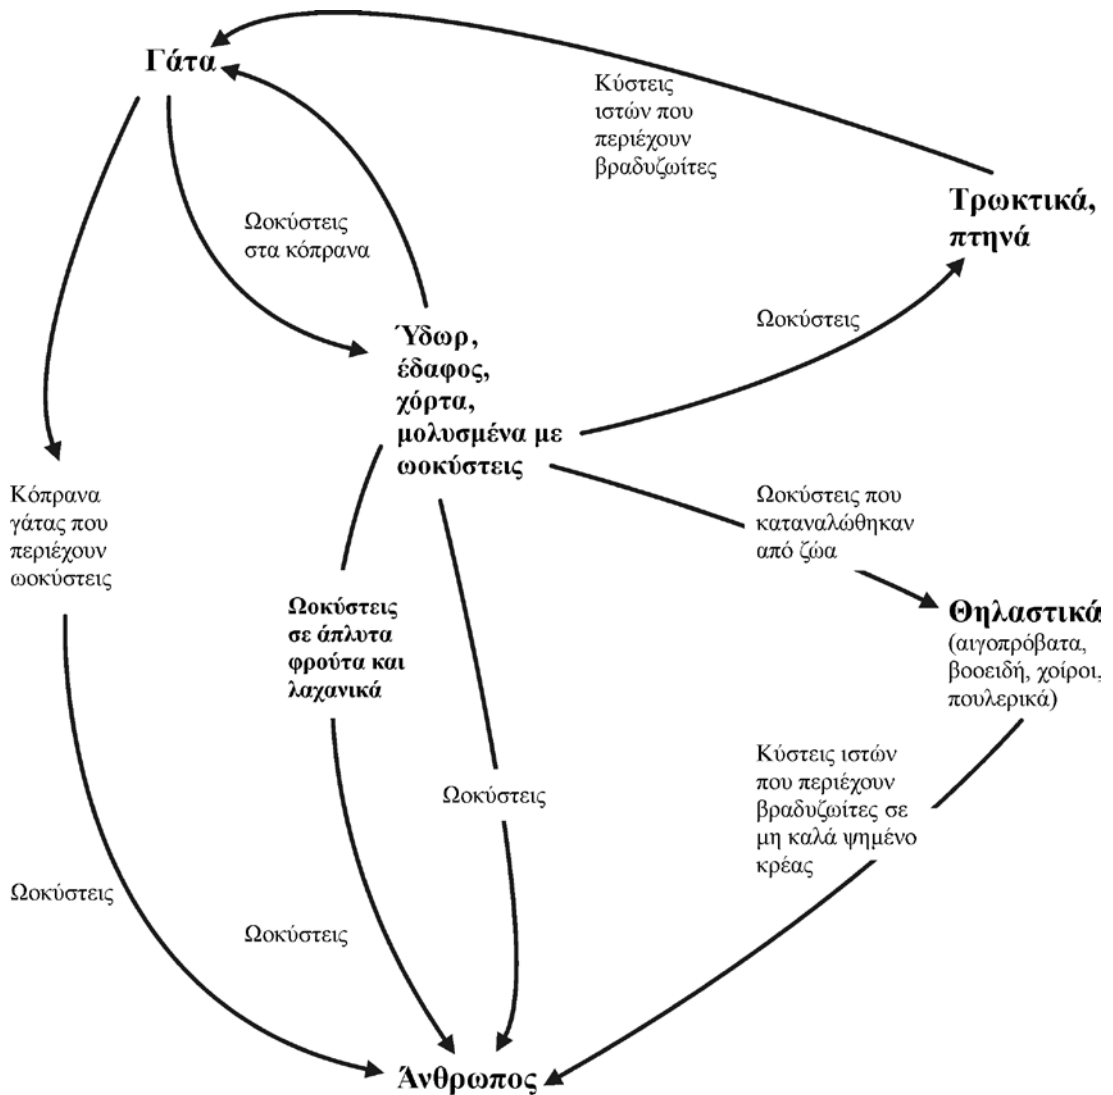 Γάτα
Κύστεις
ιστών που
περιέχουν
βραδυζωίτες
Τρωκτικά,
πτηνά
Ωοκύστεις
στα κόπρανα
Ωοκύστεις
Ύδωρ,
έδαφος,
χόρτα,
μολυσμένα με
ωοκύστεις
Κόπρανα
γάτας που
περιέχουν
ωοκύστεις
Ωοκύστεις που
καταναλώθηκαν
από ζώα
Ωοκύστεις
σε άπλυτα
φρούτα και
λαχανικά
Θηλαστικά
(αιγοπρόβατα,
βοοειδή, χοίροι,
πουλερικά)
Κύστεις ιστών
που περιέχουν
βραδυζωίτες σε
μη καλά ψημένο
κρέας
Ωοκύστεις
Ωοκύστεις
Ωοκύστεις
Άνθρωπος